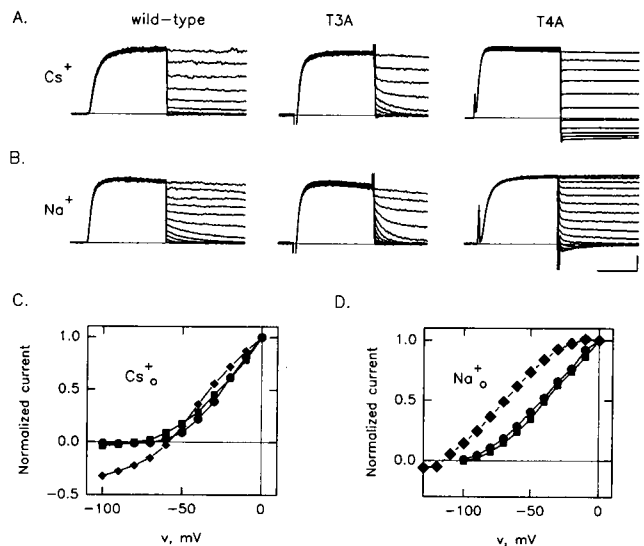 A.
wild-type
T3A
T4A
Cs+
B.
Na+
C.
D.
1.0
0.5
0.0
-0.5
Normalized current
Cs+o
-100
-50
0
v, mV
1.0
0.5
0.0
Normalized current
Na+o
-100
-50
0
v, mV